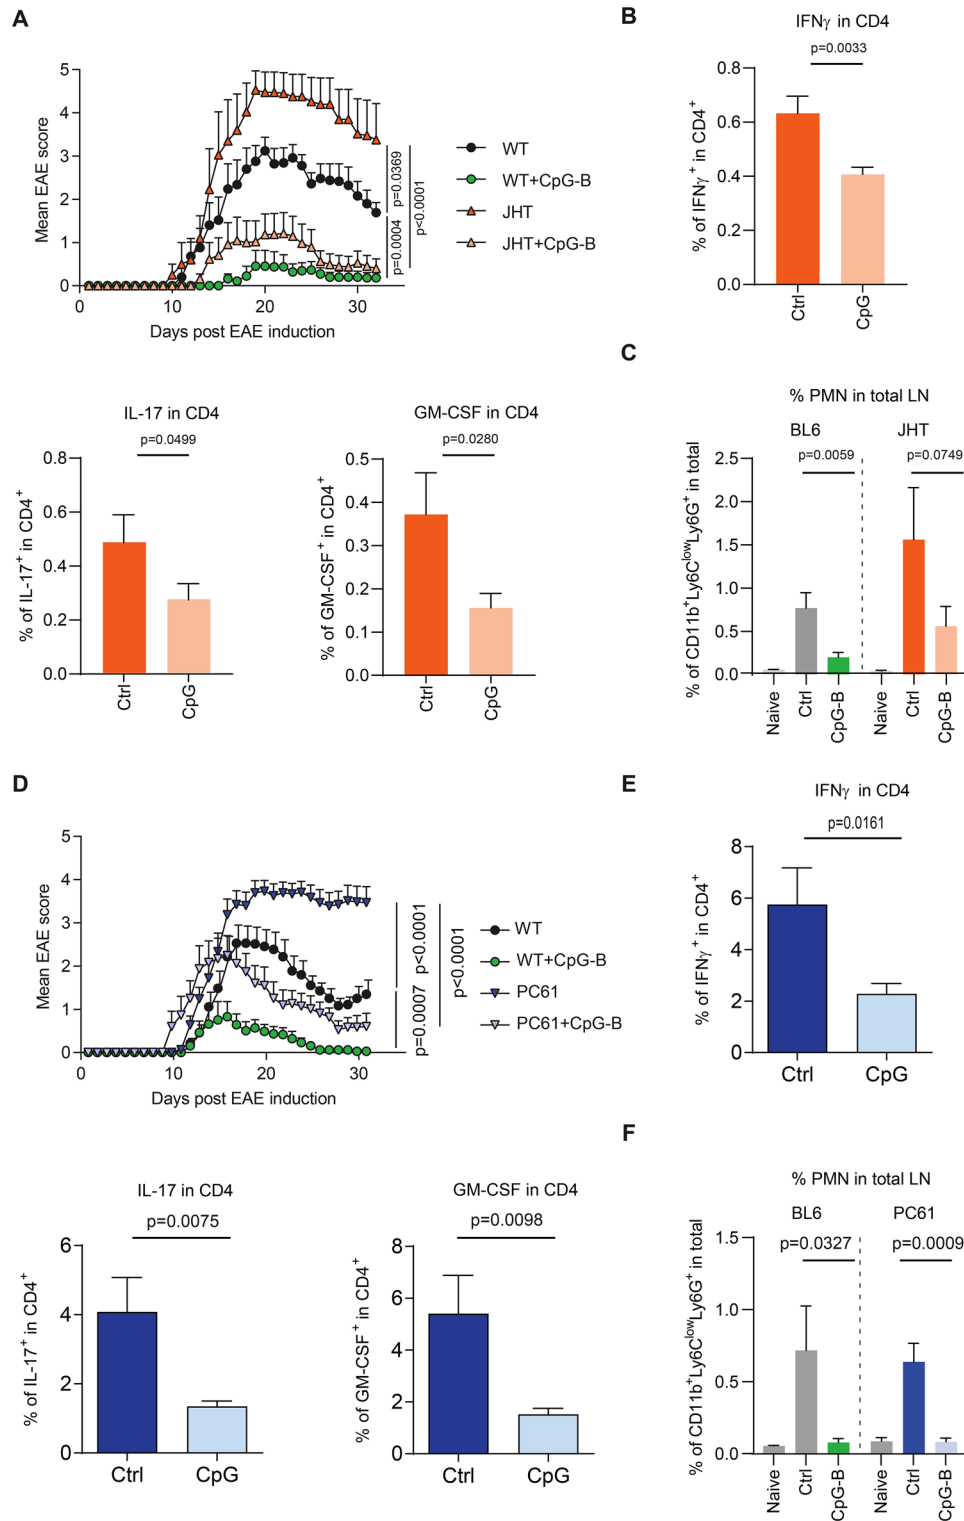 A
Mean EAE score
5
4
3
2
1
0
0
10
20
30
Days post EAE induction
p=0.0004 p=0.0369
p<0.0001
WT
WT+CpG-B
JHT
JHT+CpG-B
B
IFNγ in CD4
p=0.0033
% of IFNγ+ in CD4+
0.8
0.6
0.4
0.2
0.0
Ctrl
CpG
IL-17 in CD4
p=0.0499
% of IL-17+ in CD4+
0.8
0.6
0.4
0.2
0.0
Ctrl
CpG
GM-CSF in CD4
p=0.0280
% of GM-CSF+ in CD4+
0.5
0.4
0.3
0.2
0.1
0.0
Ctrl
CpG
C
% PMN in total LN
BL6
JHT
p=0.0059
p=0.0749
% of CD11b+Ly6ClowLy6G+ in total
2.5
2.0
1.5
1.0
0.5
0.0
Naive
Ctrl
CpG-B
Naive
Ctrl
CpG-B
D
Mean EAE score
5
4
3
2
1
0
0
10
20
30
Days post EAE induction
p=0.0007 p<0.0001
p<0.0001
WT
WT+CpG-B
PC61
PC61+CpG-B
E
IFNγ in CD4
p=0.0161
% of IFNγ+ in CD4+
8
6
4
2
0
Ctrl
CpG
IL-17 in CD4
p=0.0075
% of IL-17+ in CD4+
6
4
2
0
Ctrl
CpG
GM-CSF in CD4
p=0.0098
% of GM-CSF+ in CD4+
8
6
4
2
0
Ctrl
CpG
F
% PMN in total LN
BL6
PC61
p=0.0327
p=0.0009
% of CD11b+Ly6ClowLy6G+ in total
1.5
1.0
0.5
0.0
Naive
Ctrl
CpG-B
Naive
Ctrl
CpG-B